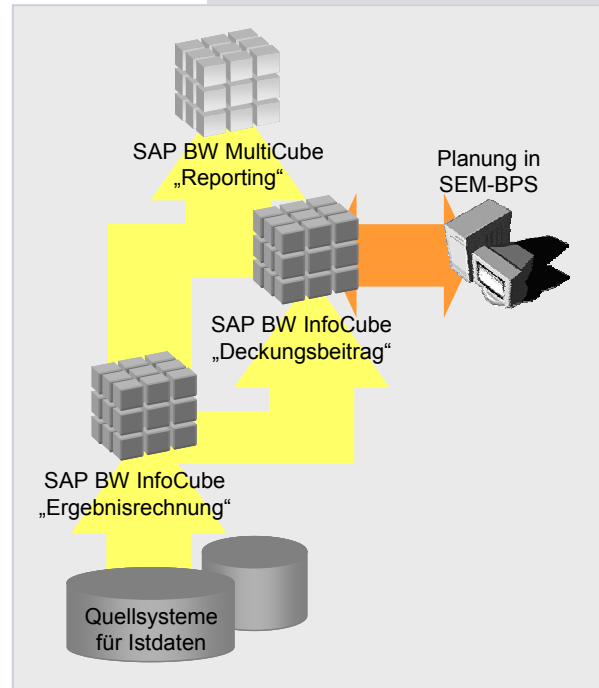 SAP BW MultiCube
„Reporting“
Planung in
SEM-BPS
SAP BW InfoCube
„Deckungsbeitrag“
SAP BW InfoCube
„Ergebnisrechnung“
Quellsysteme
für Istdaten